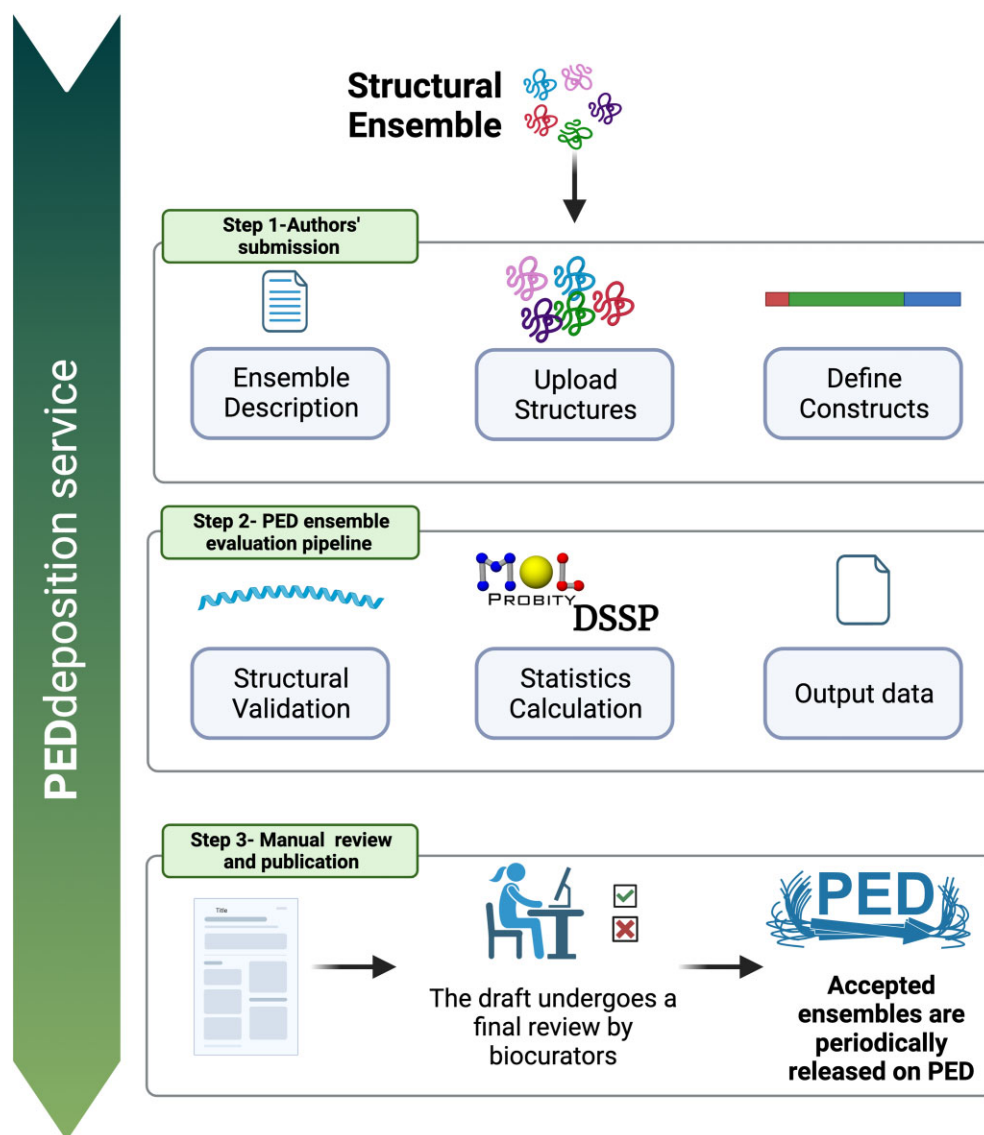 PEDdeposition service
Structural
Ensemble
Step 1-Authors'
submission
Ensemble
Description
Upload
Structures
Define
Constructs
Step 2- PED ensemble
evaluation pipeline
MOL
PROBITY
DSSP
Structural
Validation
Statistics
Calculation
Output data
Step 3- Manual review
and publication
Title
The draft undergoes a
final review by
biocurators
PED
Accepted
ensembles are
periodically
released on PED